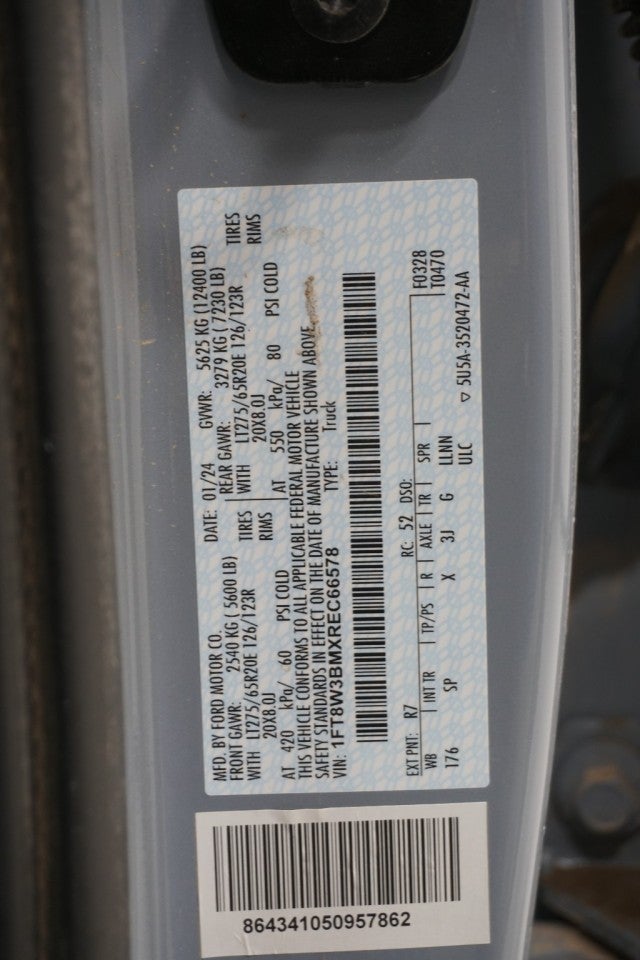 MFD. BY FORD MOTOR CO.
DATE: 01/24 GVWR: 5625 KG (12400 LB)
FRONT GAWR: 2540 KG ( 5600 LB) REAR GAWR: 3279 KG ( 7230 LB)
WITH LT275/65R20E 126/123R TIRES WITH LT275/65R20E 126/123R TIRES
20X8.0J RIMS 20X8.0J RIMS
AT 420 kPa/ 60 PSI COLD AT 550 kPa/ 80 PSI COLD
THIS VEHICLE CONFORMS TO ALL APPLICABLE FEDERAL MOTOR VEHICLE
SAFETY STANDARDS IN EFFECT ON THE DATE OF MANUFACTURE SHOWN ABOVE.
VIN: 1FT8W3BMXREC66578 TYPE: Truck
F0328
EXT PNT: R7 RC: 52 DSO: T0470
WB INT TR TP/PS R AXLE TR SPR
176 SP X 3J G LLNN
ULC ▽ 5U5A-3520472-AA
864341050957862